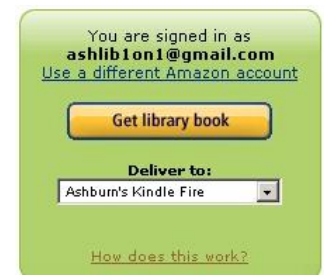 You are signed in as
ashlib1on1@gmail.com
Use a different Amazon account
Get library book
Deliver to:
Ashburn's Kindle Fire
How does this work?